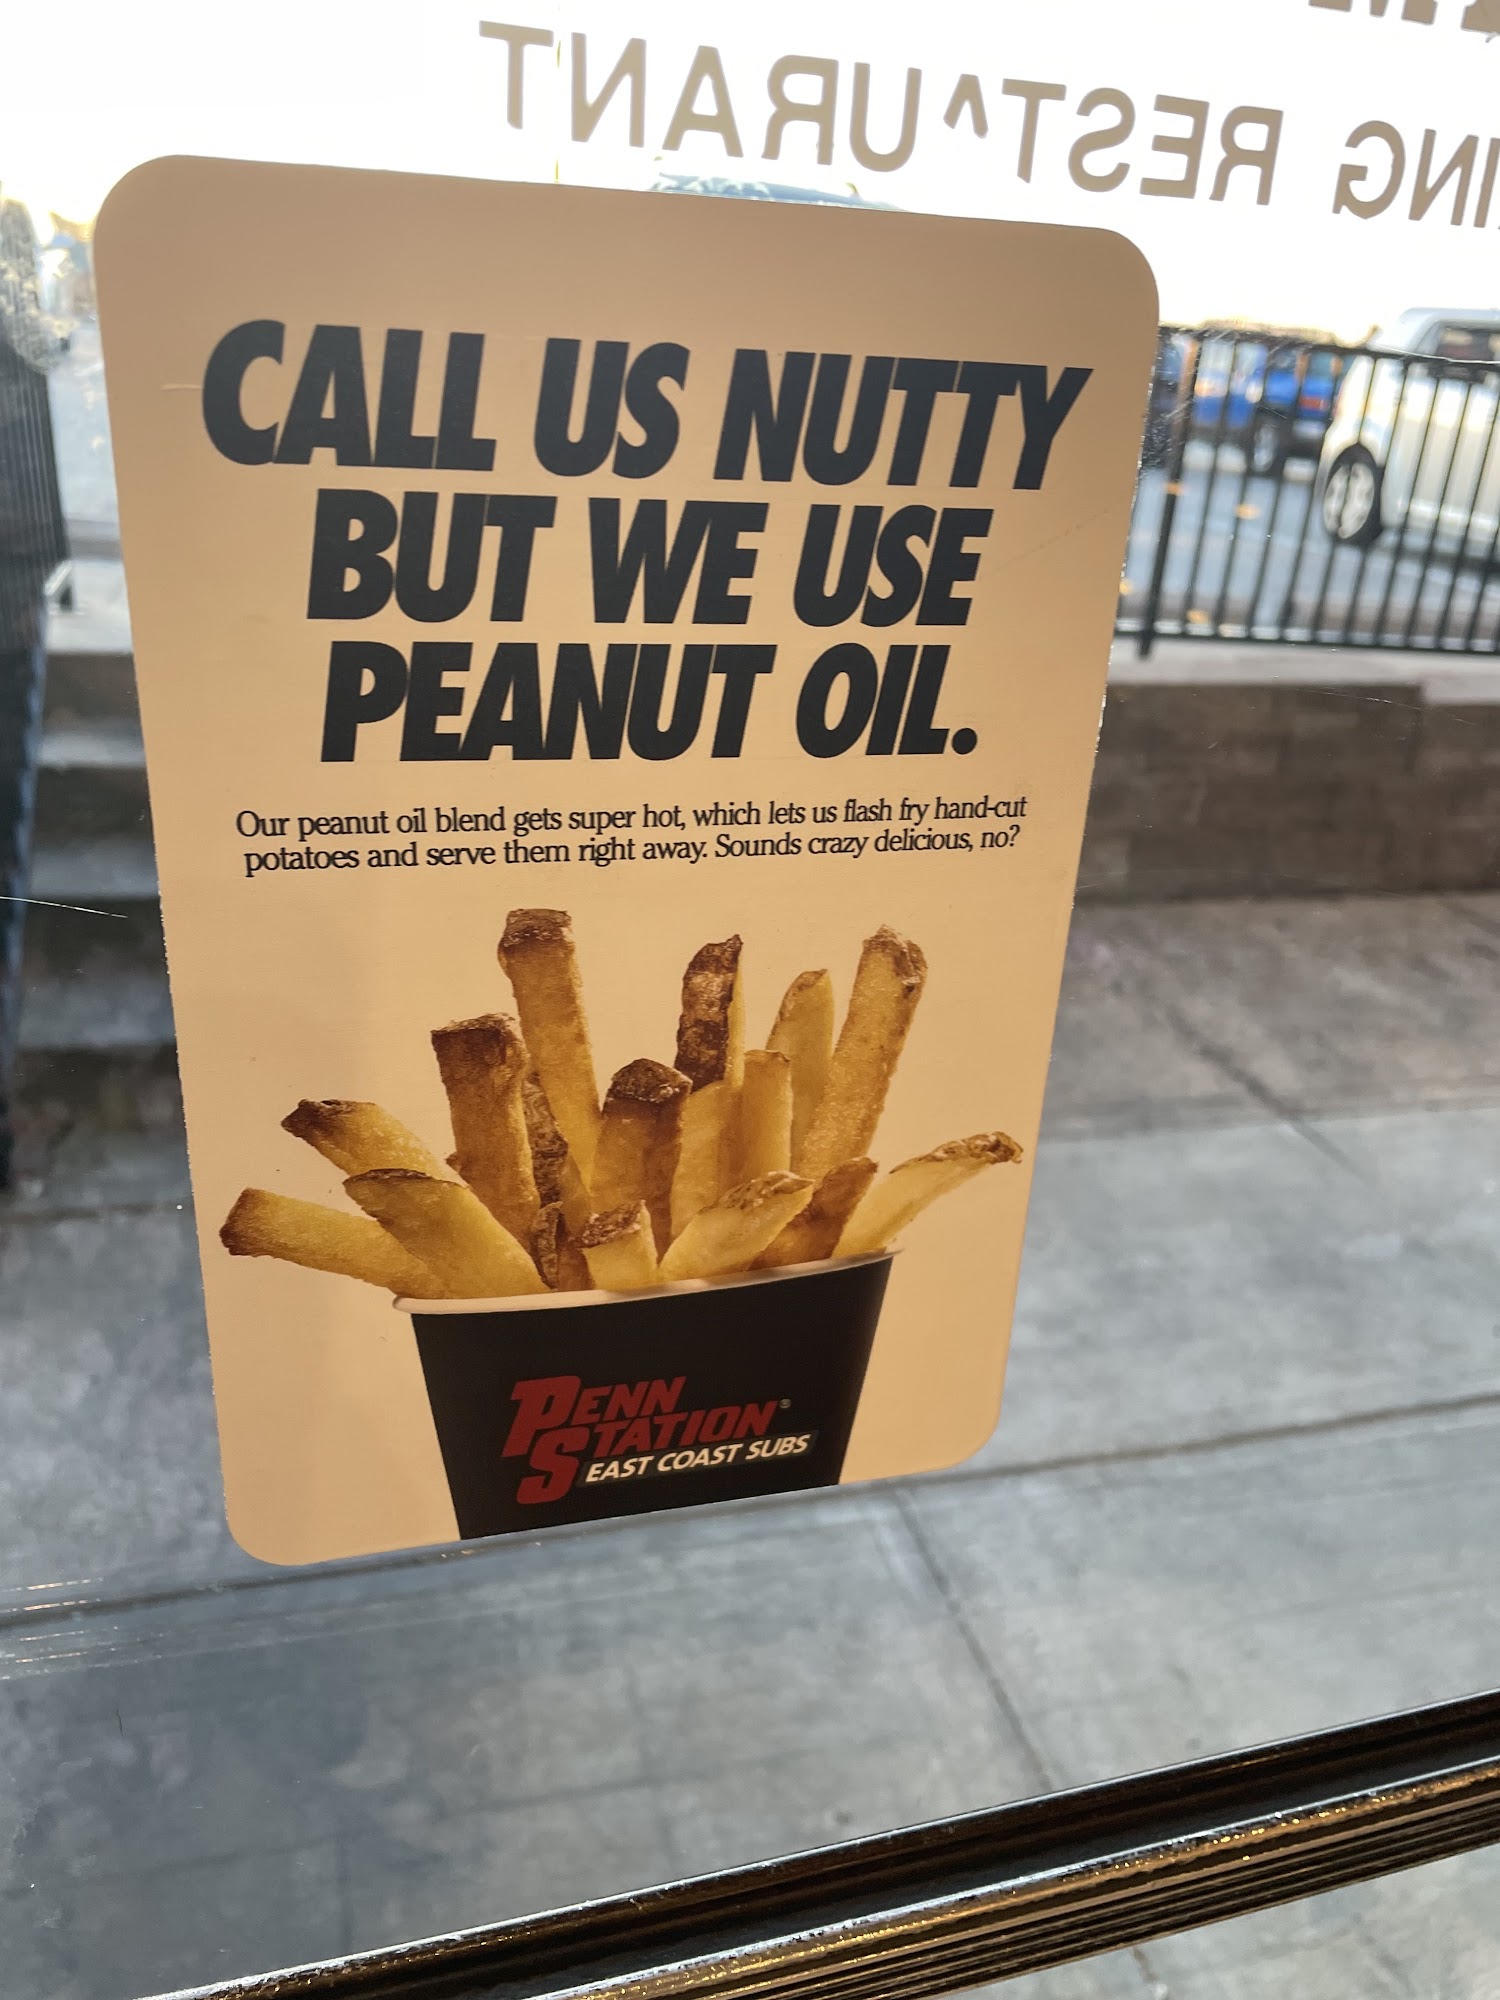 ING REST^URANT
CALL US NUTTY
BUT WE USE
PEANUT OIL.
Our peanut oil blend gets super hot, which lets us flash fry hand-cut
potatoes and serve them right away. Sounds crazy delicious, no?
PENN
STATION®
EAST COAST SUBS